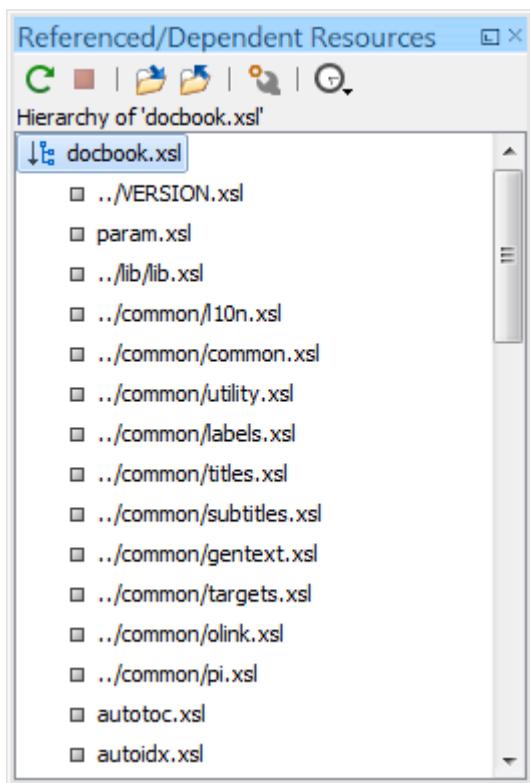 Referenced/Dependent Resources
Hierarchy of 'docbook.xsl'
docbook.xsl
../VERSION.xsl
param.xsl
../lib/lib.xsl
../common/l10n.xsl
../common/common.xsl
../common/utility.xsl
../common/labels.xsl
../common/titles.xsl
../common/subtitles.xsl
../common/gentext.xsl
../common/targets.xsl
../common/olink.xsl
../common/pi.xsl
autotoc.xsl
autoidx.xsl